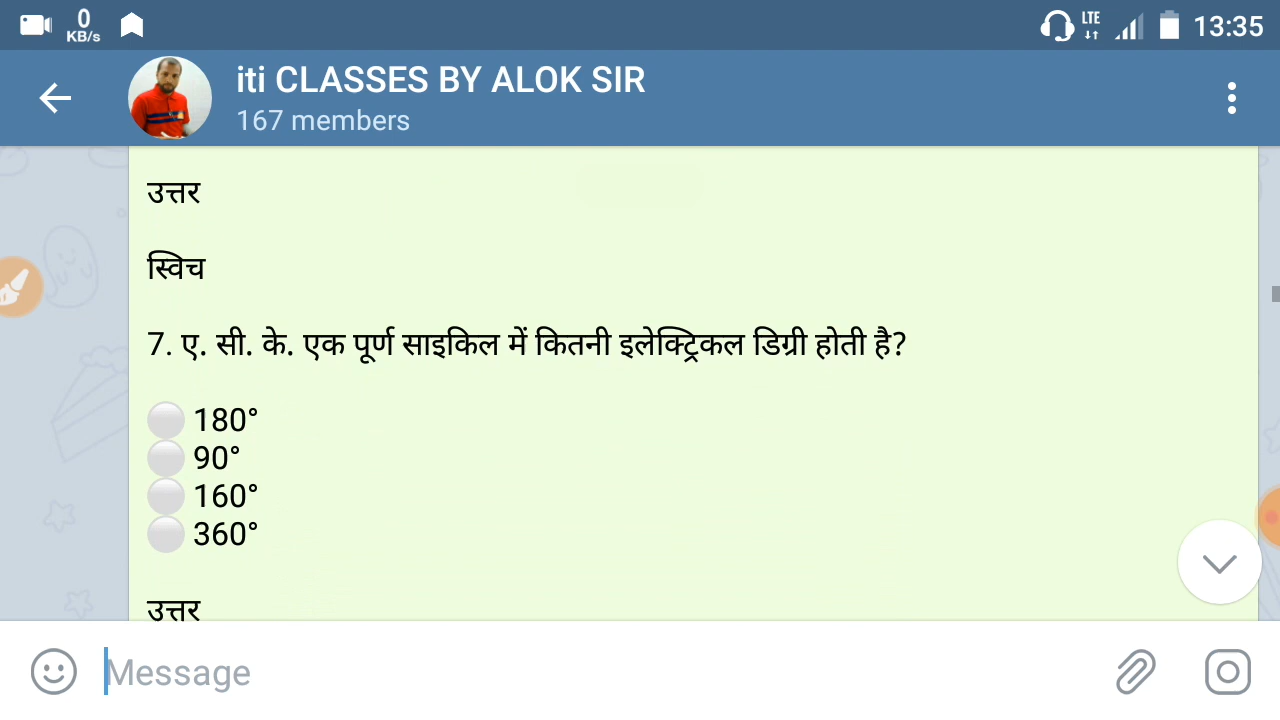 0
KB/s
LTE
13:35
iti CLASSES BY ALOK SIR
167 members
उत्तर
स्विच
7. ए. सी. के. एक पूर्ण साइकिल में कितनी इलेक्ट्रिकल डिग्री होती है?
180°
90°
160°
360°
उत्तर
Message